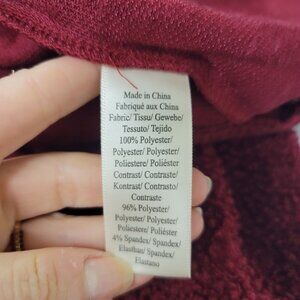 Made in China
Fabriqué aux China
Fabric/ Tissu/ Gewebe/
Tessuto/ Tejido
100% Polyester/
Polyester/ Polyester/
Poliestere/ Poliéster
Contrast/ Contraste/
Kontrast/ Contrasto/
Contraste
96% Polyester/
Polyester/ Polyester/
Poliestere/ Poliéster
4% Spandex/ Spandex/
Elasthan/ Spandex/
Elastano